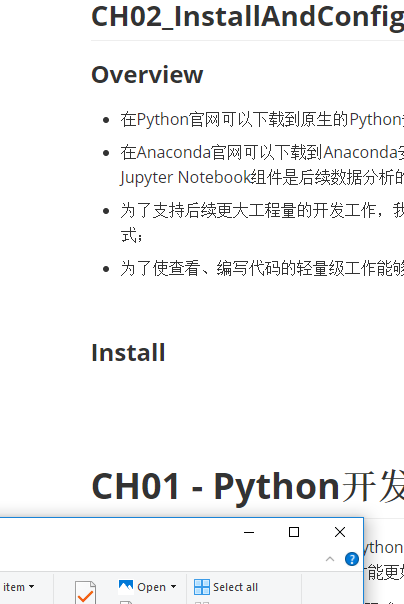 CH02_InstallAndConfig
Overview
在Python官网可以下载到原生的Python
在Anaconda官网可以下载到Anaconda
Jupyter Notebook组件是后续数据分析的
为了支持后续更大工程量的开发工作，我
式；
为了使查看、编写代码的轻量级工作能够
Install
CH01 - Python开发
ython
能更
item
Open
Select all